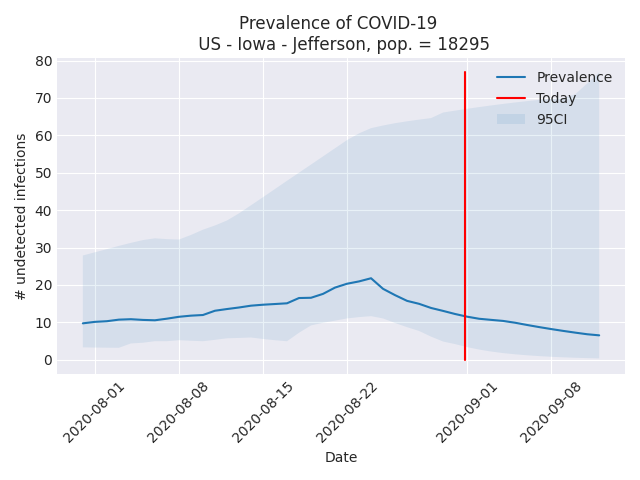 Prevalence of COVID-19
US - Iowa - Jefferson, pop. = 18295
80
70
60
50
40
30
20
10
0
# undetected infections
Prevalence
Today
95CI
2020-08-01
2020-08-08
2020-08-15
2020-08-22
2020-09-01
2020-09-08
Date